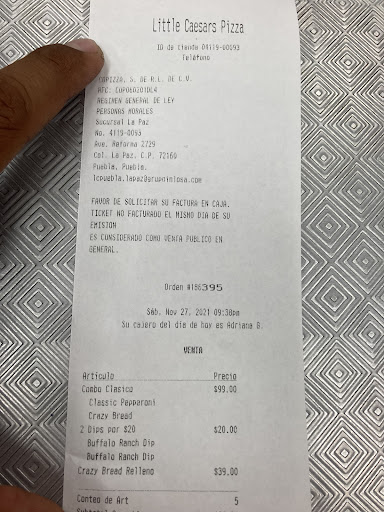 Little Caesars Pizza
ID de tienda 04119-00093
Teléfono
COPIZZA, S. DE R.L. DE C.V.
REGIMEN GENERAL DE LEY
PERSONAS MORALES
Sucursal La Paz
No. 4119-0093
Ave. Reforma 2729
Col. La Paz. C.P. 72160
Puebla, Puebla.
FAVOR DE SOLICITAR SU FACTURA EN CAJA.
TICKET NO FACTURADO EL MISMO DIA DE SU
EMISION
ES CONSIDERADO COMO VENTA PUBLICO EN
GENERAL.
Orden #186395
Sáb. Nov 27, 2021 09:38pm
Su cajero del dia de hoy es Adriana B.
VENTA
Articulo Precio
Combo Clasico $99.00
Classic Pepperoni
Crazy Bread
2 Dips por $20 $20.00
Buffalo Ranch Dip
Buffalo Ranch Dip
Crazy Bread Relleno $39.00
Conteo de Art 5